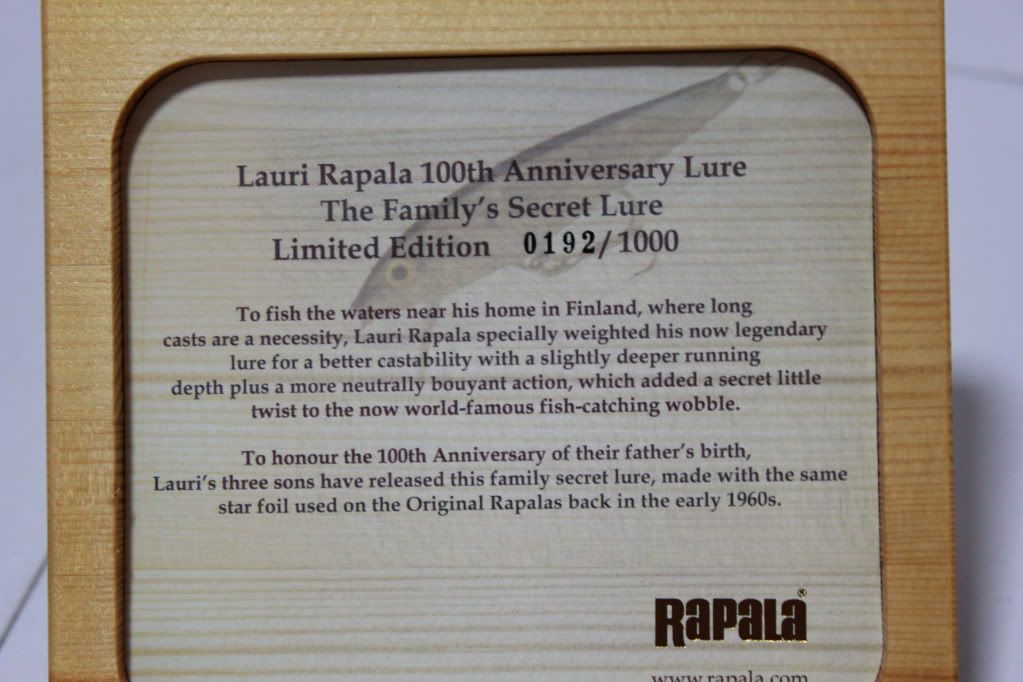 Lauri Rapala 100th Anniversary Lure
The Family's Secret Lure
Limited Edition 0192/1000
To fish the waters near his home in Finland, where long
casts are a necessity, Lauri Rapala specially weighted his now legendary
lure for a better castability with a slightly deeper running
depth plus a more neutrally bouyant action, which added a secret little
twist to the now world-famous fish-catching wobble.
To honour the 100th Anniversary of their father's birth,
Lauri's three sons have released this family secret lure, made with the same
star foil used on the Original Rapalas back in the early 1960s.
RAPALA®
www.rapala.com